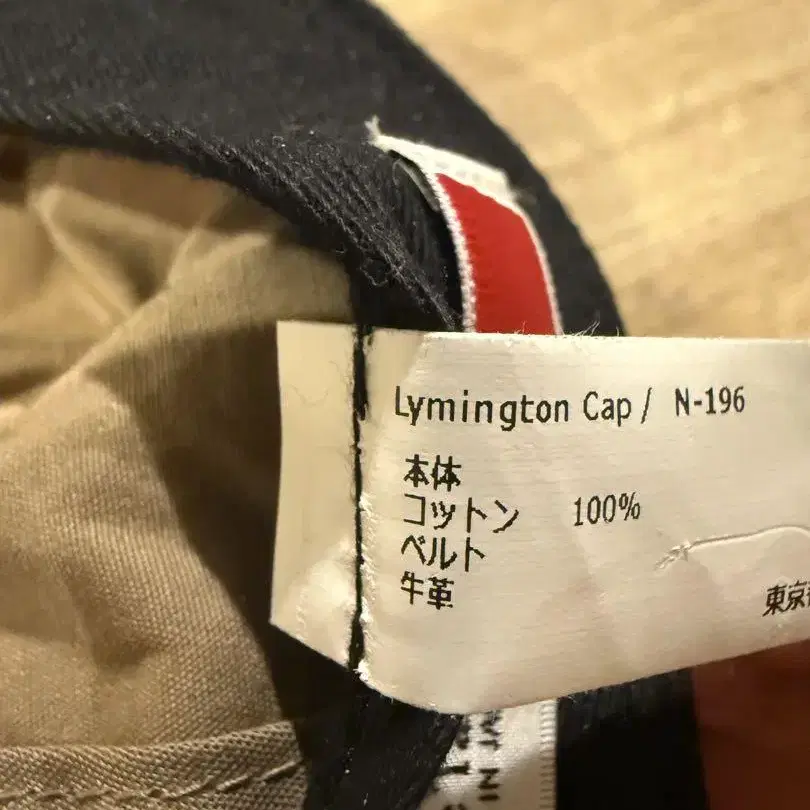 Lymington Cap / N-196
本体
コットン 100%
ベルト
牛革
東京